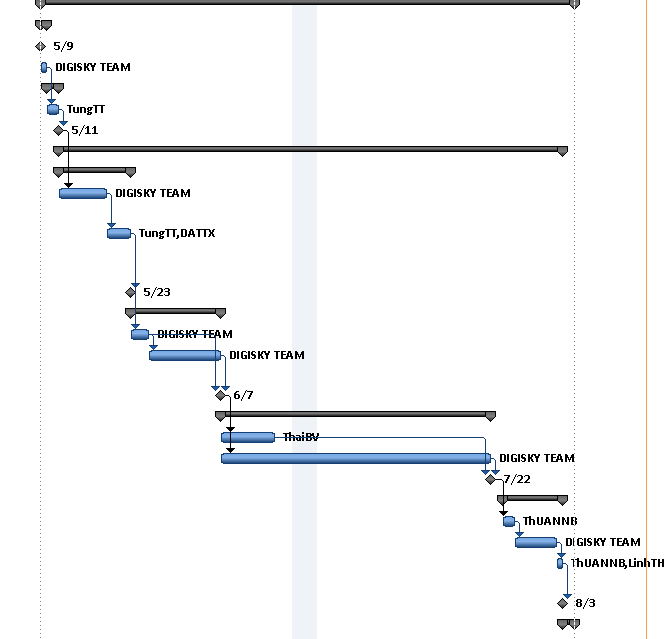 5/9
DIGISKY TEAM
TungTT
5/11
DIGISKY TEAM
TungTT,DATTX
5/23
DIGISKY TEAM
DIGISKY TEAM
6/7
ThaiBV
DIGISKY TEAM
7/22
ThUANNB
DIGISKY TEAM
ThUANNB,LinhTH
8/3